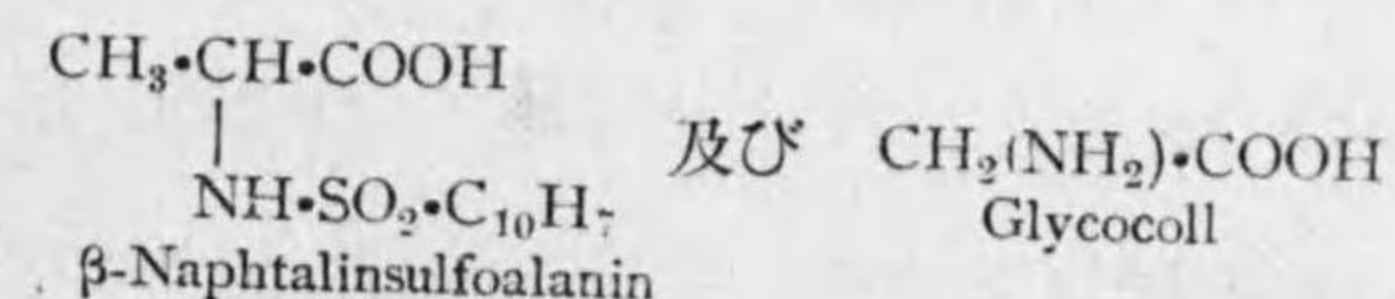 CH₃•CH•COOH
|
及び CH₂(NH₂)•COOH
NH•SO₂•C₁₀H₇
Glycocoll
β-Naphtalinsulfoalanin